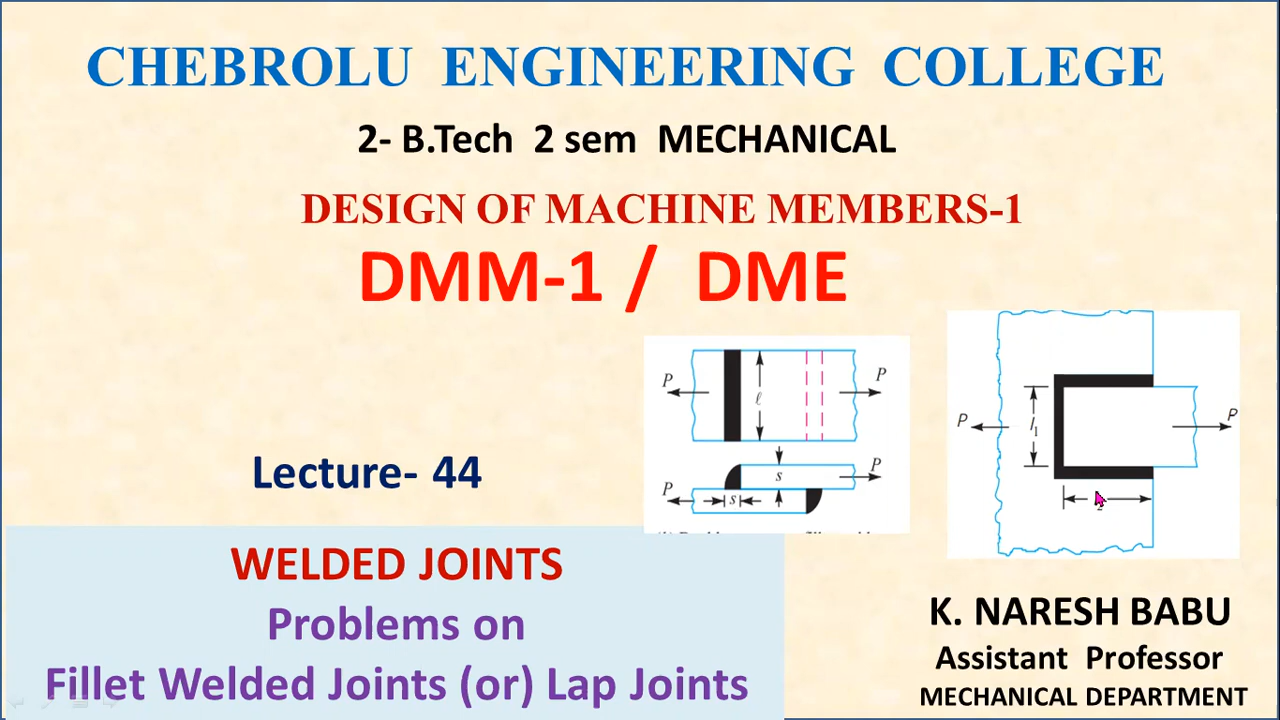 CHEBROLU ENGINEERING COLLEGE
2- B.Tech 2 sem MECHANICAL
DESIGN OF MACHINE MEMBERS-1
DMM-1 / DME
P
ℓ
P
s
P
P
s
P
l1
P
Lecture- 44
WELDED JOINTS
Problems on
Fillet Welded Joints (or) Lap Joints
K. NARESH BABU
Assistant Professor
MECHANICAL DEPARTMENT